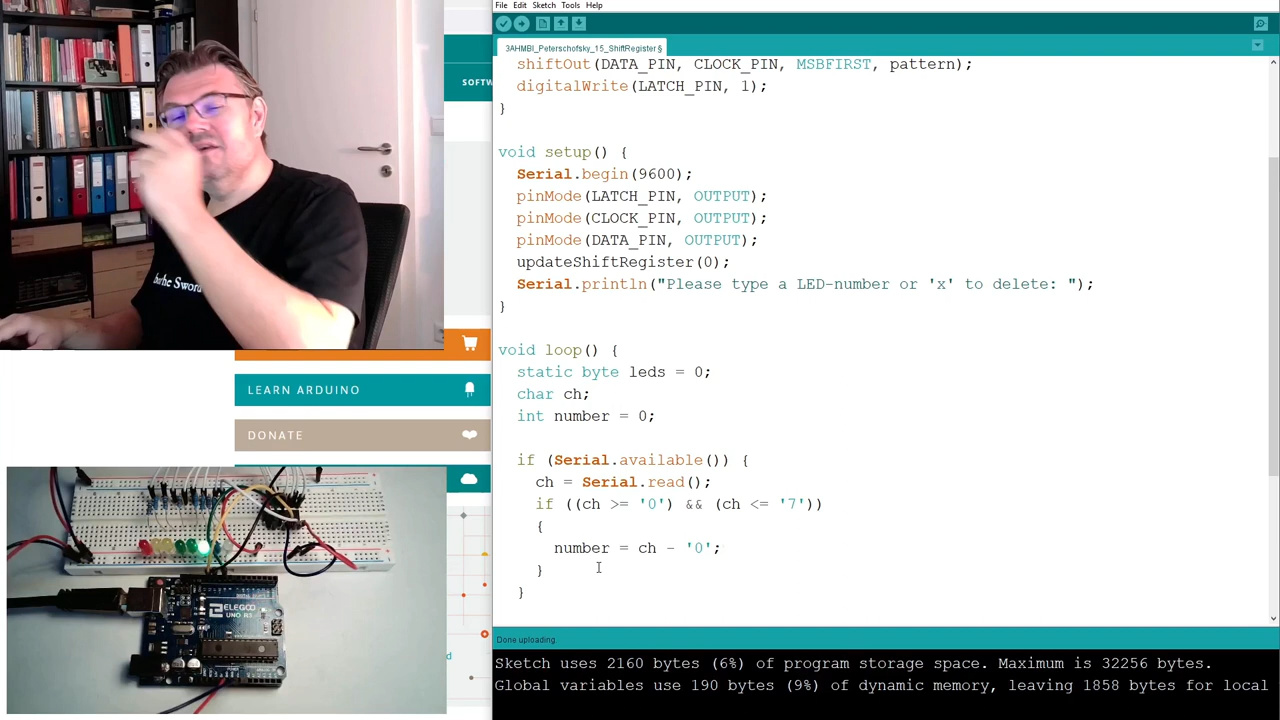 File Edit Sketch Tools Help
3AHMBI_Peterschofsky_15_ShiftRegister §
SOFTW
shiftOut(DATA_PIN, CLOCK_PIN, MSBFIRST, pattern);
digitalWrite(LATCH_PIN, 1);
}
void setup() {
Serial.begin(9600);
pinMode(LATCH_PIN, OUTPUT);
pinMode(CLOCK_PIN, OUTPUT);
pinMode(DATA_PIN, OUTPUT);
updateShiftRegister(0);
Serial.println("Please type a LED-number or 'x' to delete: ");
}
void loop() {
static byte leds = 0;
char ch;
int number = 0;
if (Serial.available()) {
ch = Serial.read();
if ((ch >= '0') && (ch <= '7'))
{
number = ch - '0';
}
}
Done uploading.
Sketch uses 2160 bytes (6%) of program storage space. Maximum is 32256 bytes.
Global variables use 190 bytes (9%) of dynamic memory, leaving 1858 bytes for local
LEARN ARDUINO
DONATE
ELEGOO
UNO R3